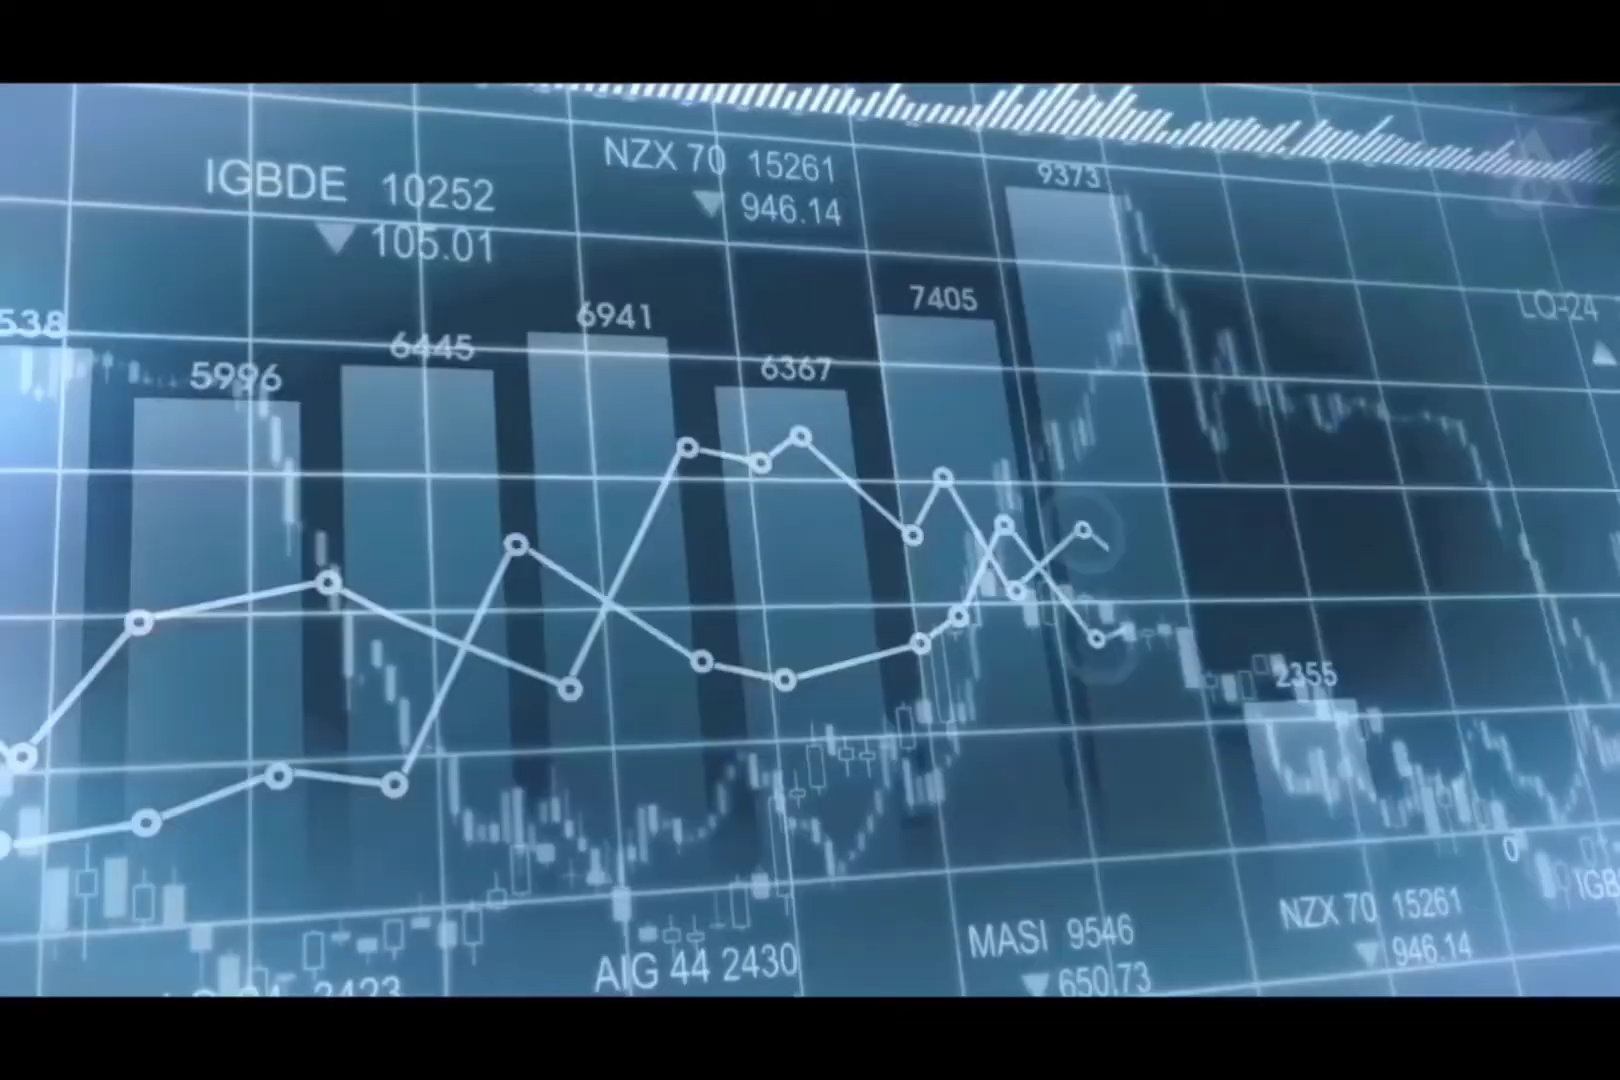 IGBDE 10252
105.01
NZX 70 15261
946.14
9373
7405
LQ-24
538
6941
6445
6367
5996
2355
0
IGB
NZX 70 15261
946.14
MASI 9546
650.73
AIG 44 2430
2423